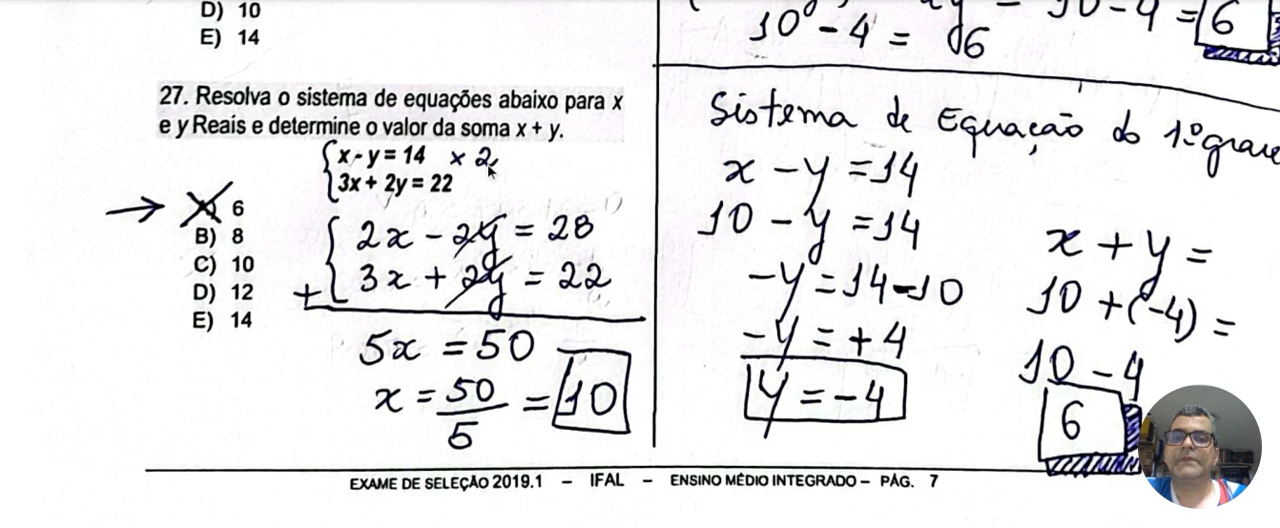 D) 10
E) 14
27. Resolva o sistema de equações abaixo para x
e y Reais e determine o valor da soma x + y.
x - y = 14 × 2
3x + 2y = 22
A) 6
B) 8
C) 10
D) 12
E) 14
2x - 2y = 28
+ 3x + 2y = 22
5x = 50
x = 50/5 = 10
10 - 4 = 6
Sistema de Equação do 1º grau
x - y = 14
10 - y = 14
-y = 14 - 10
-y = +4
y = -4
x + y =
10 + (-4) =
10 - 4
6
EXAME DE SELEÇÃO 2019.1 – IFAL – ENSINO MÉDIO INTEGRADO – PÁG. 7